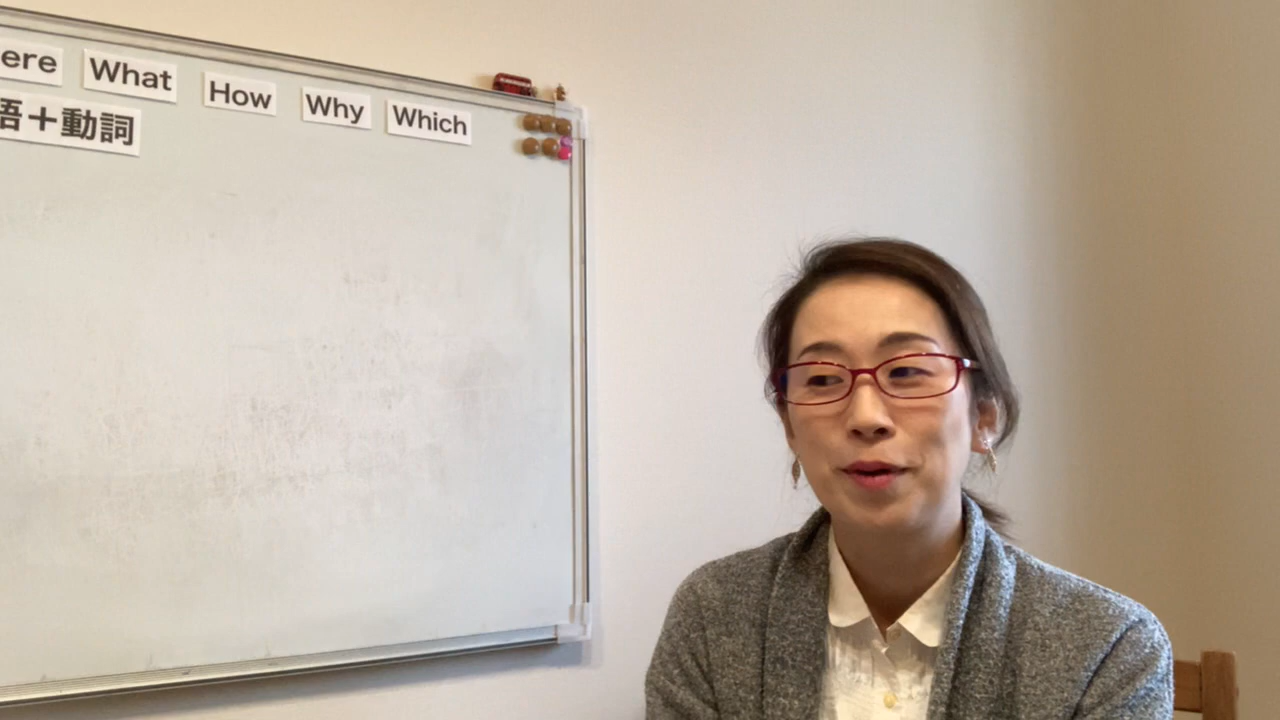 ere What How Why Which
語＋動詞